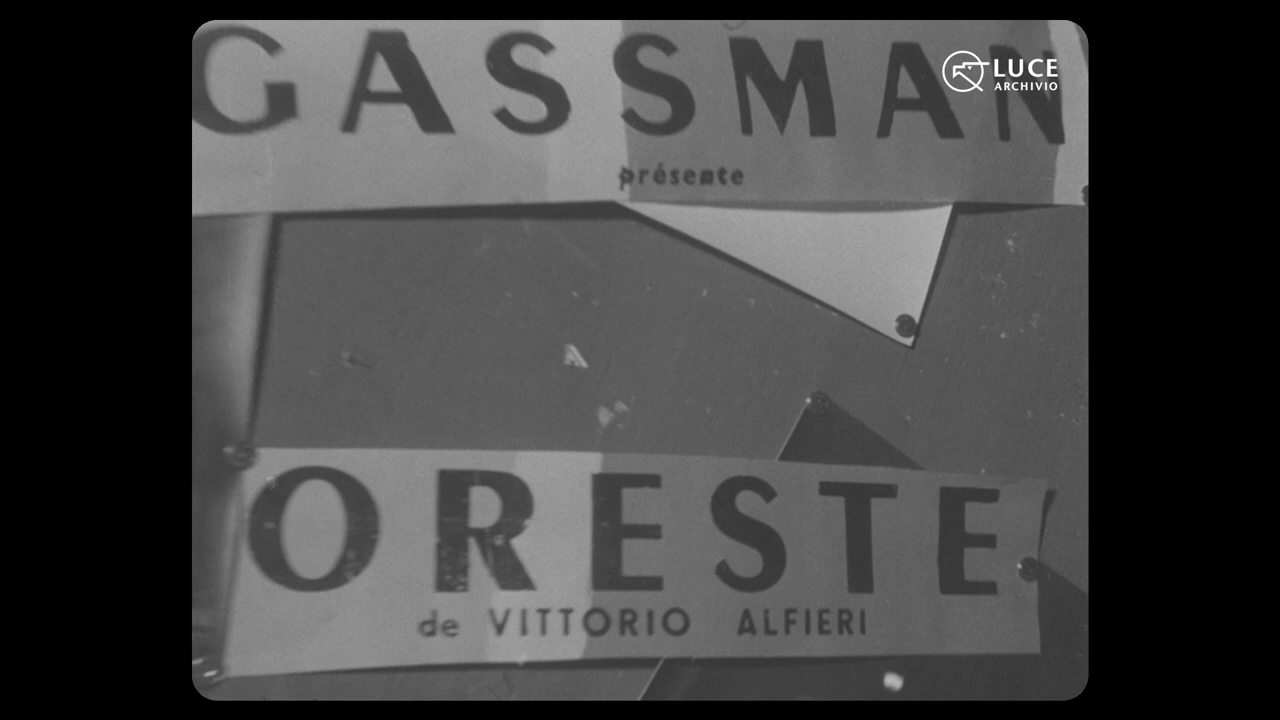 GASSMAN
LUCE
ARCHIVIO
présente
ORESTE
de VITTORIO ALFIERI